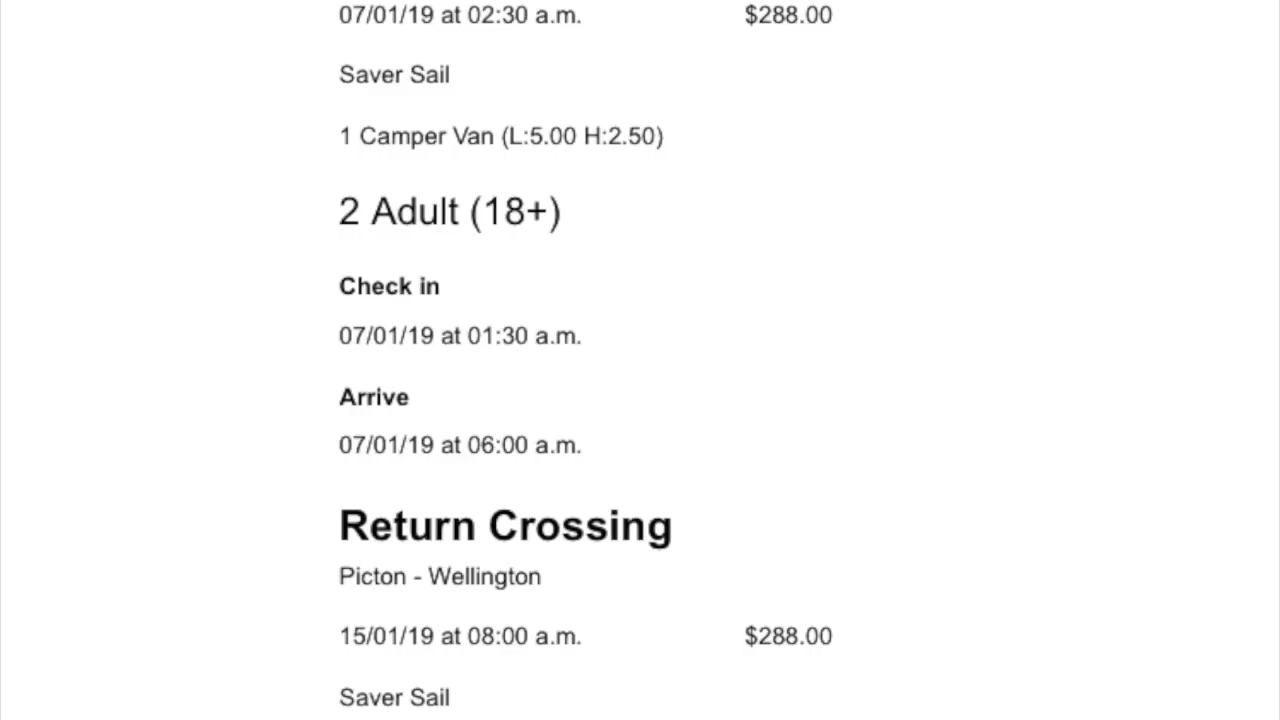 07/01/19 at 02:30 a.m. $288.00
Saver Sail
1 Camper Van (L:5.00 H:2.50)
2 Adult (18+)
Check in
07/01/19 at 01:30 a.m.
Arrive
07/01/19 at 06:00 a.m.
Return Crossing
Picton - Wellington
15/01/19 at 08:00 a.m. $288.00
Saver Sail